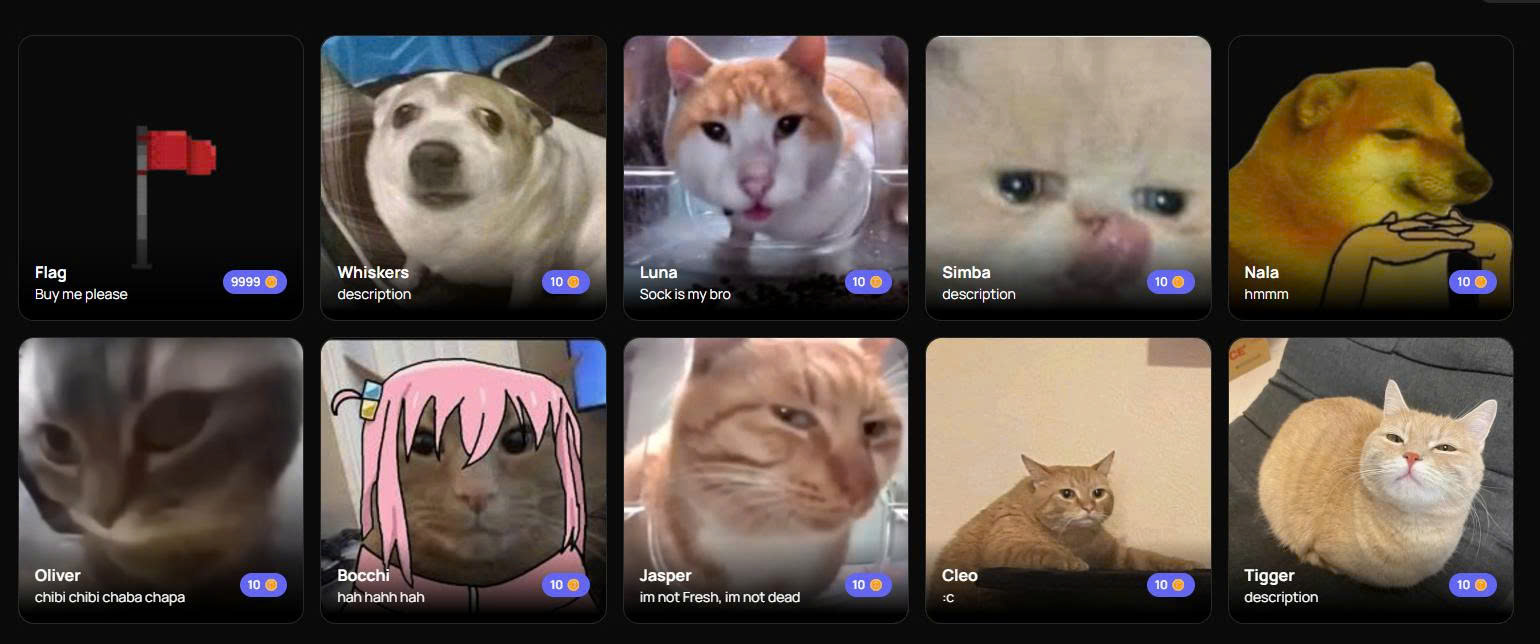 Flag
Buy me please
9999
Whiskers
description
10
Luna
Sock is my bro
10
Simba
description
10
Nala
hmmm
10
Oliver
chibi chibi chaba chapa
10
Bocchi
hah hahh hah
10
Jasper
im not Fresh, im not dead
10
Cleo
:c
10
CE
Tigger
description
10